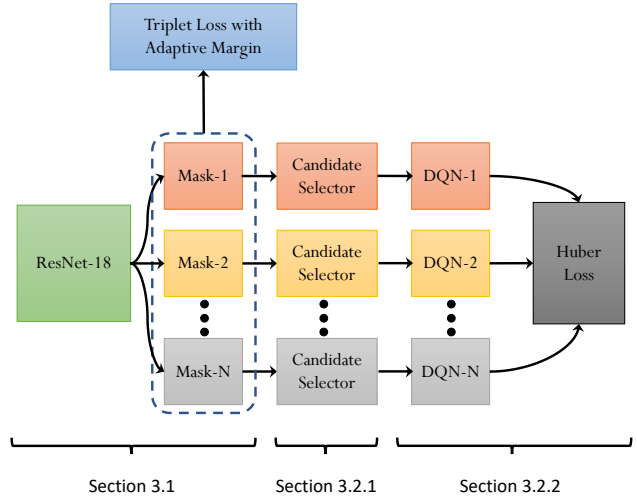 Triplet Loss with
Adaptive Margin
ResNet-18
Mask-1
Candidate
Selector
DQN-1
Mask-2
Candidate
Selector
DQN-2
Huber
Loss
Mask-N
Candidate
Selector
DQN-N
Section 3.1
Section 3.2.1
Section 3.2.2